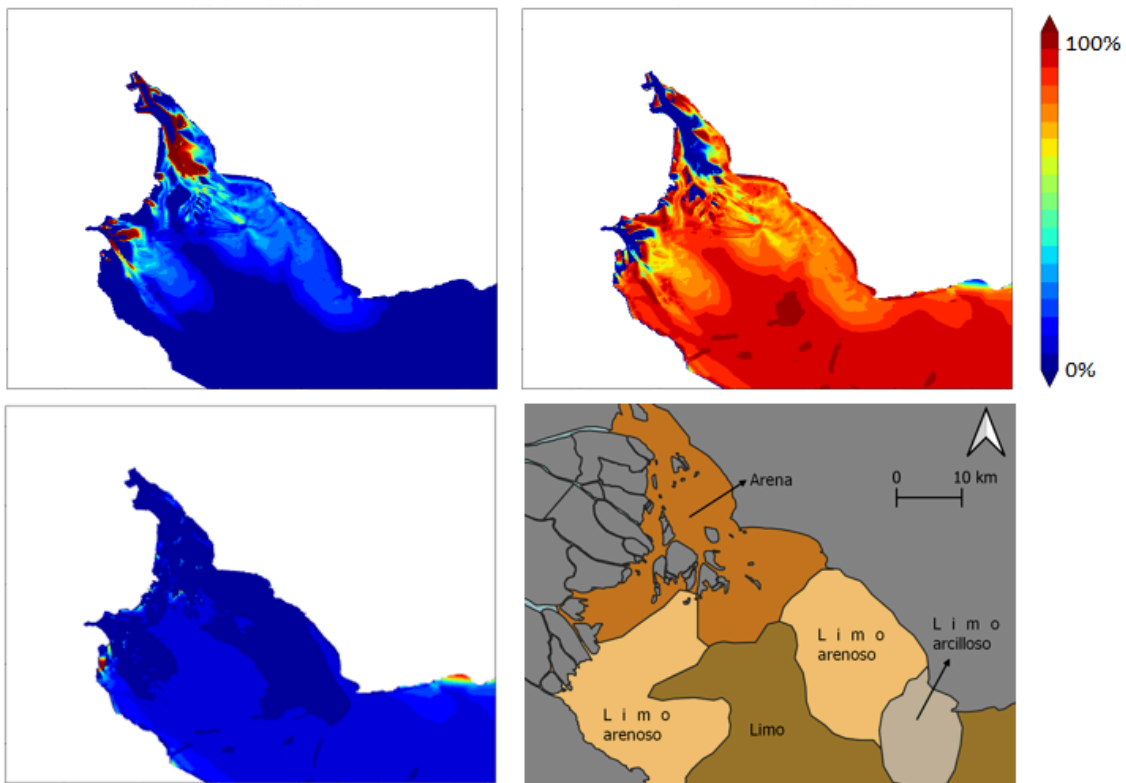 100%
0%
0 10 km
Arena
L i m o
arenoso
L i m o
arcilloso
L i m o
arenoso
Limo